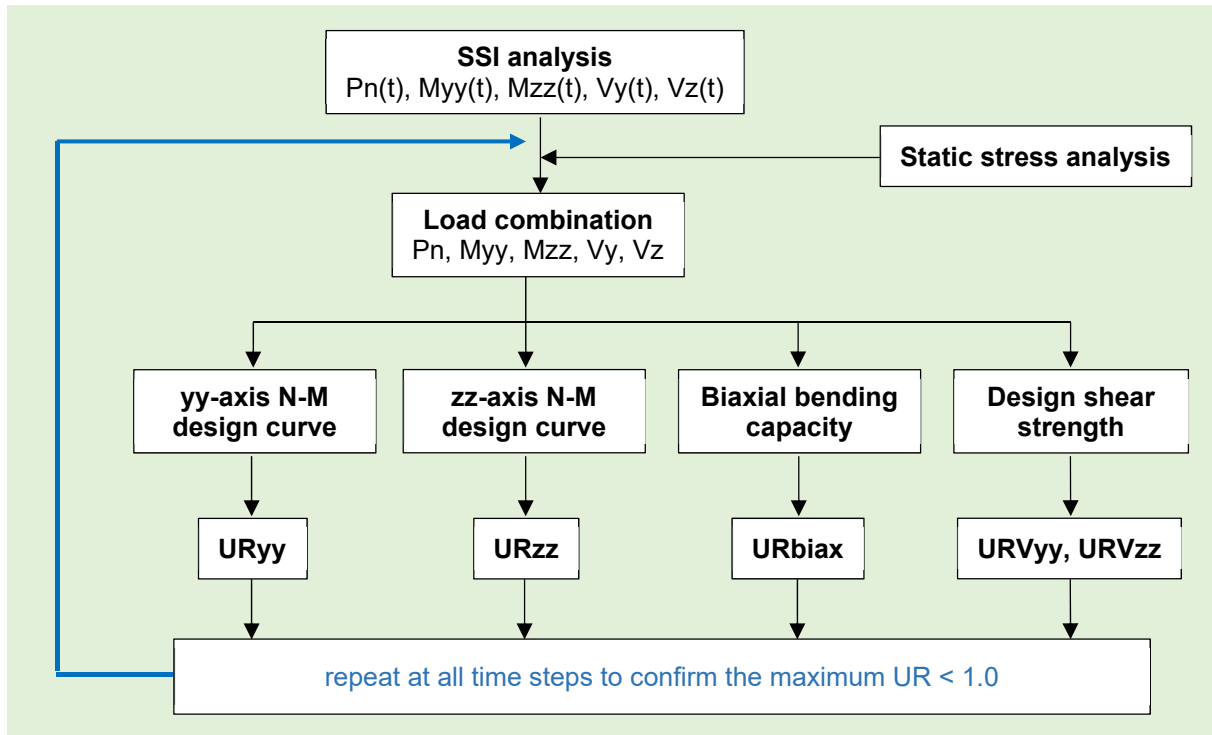 SSI analysis
Pn(t), Myy(t), Mzz(t), Vy(t), Vz(t)
Static stress analysis
Load combination
Pn, Myy, Mzz, Vy, Vz
yy-axis N-M
design curve
zz-axis N-M
design curve
Biaxial bending
capacity
Design shear
strength
URyy
URzz
URbiax
URVyy, URVzz
repeat at all time steps to confirm the maximum UR < 1.0